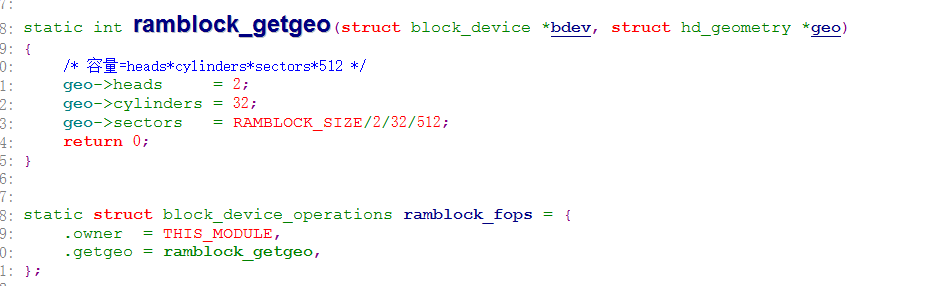 7:
8: static int ramblock_getgeo(struct block_device *bdev, struct hd_geometry *geo)
9: {
0:     /* 容量=heads*cylinders*sectors*512 */
1:     geo->heads     = 2;
2:     geo->cylinders = 32;
3:     geo->sectors   = RAMBLOCK_SIZE/2/32/512;
4:     return 0;
5: }
6:
7:
8: static struct block_device_operations ramblock_fops = {
9:     .owner  = THIS_MODULE,
0:     .getgeo = ramblock_getgeo,
1: };